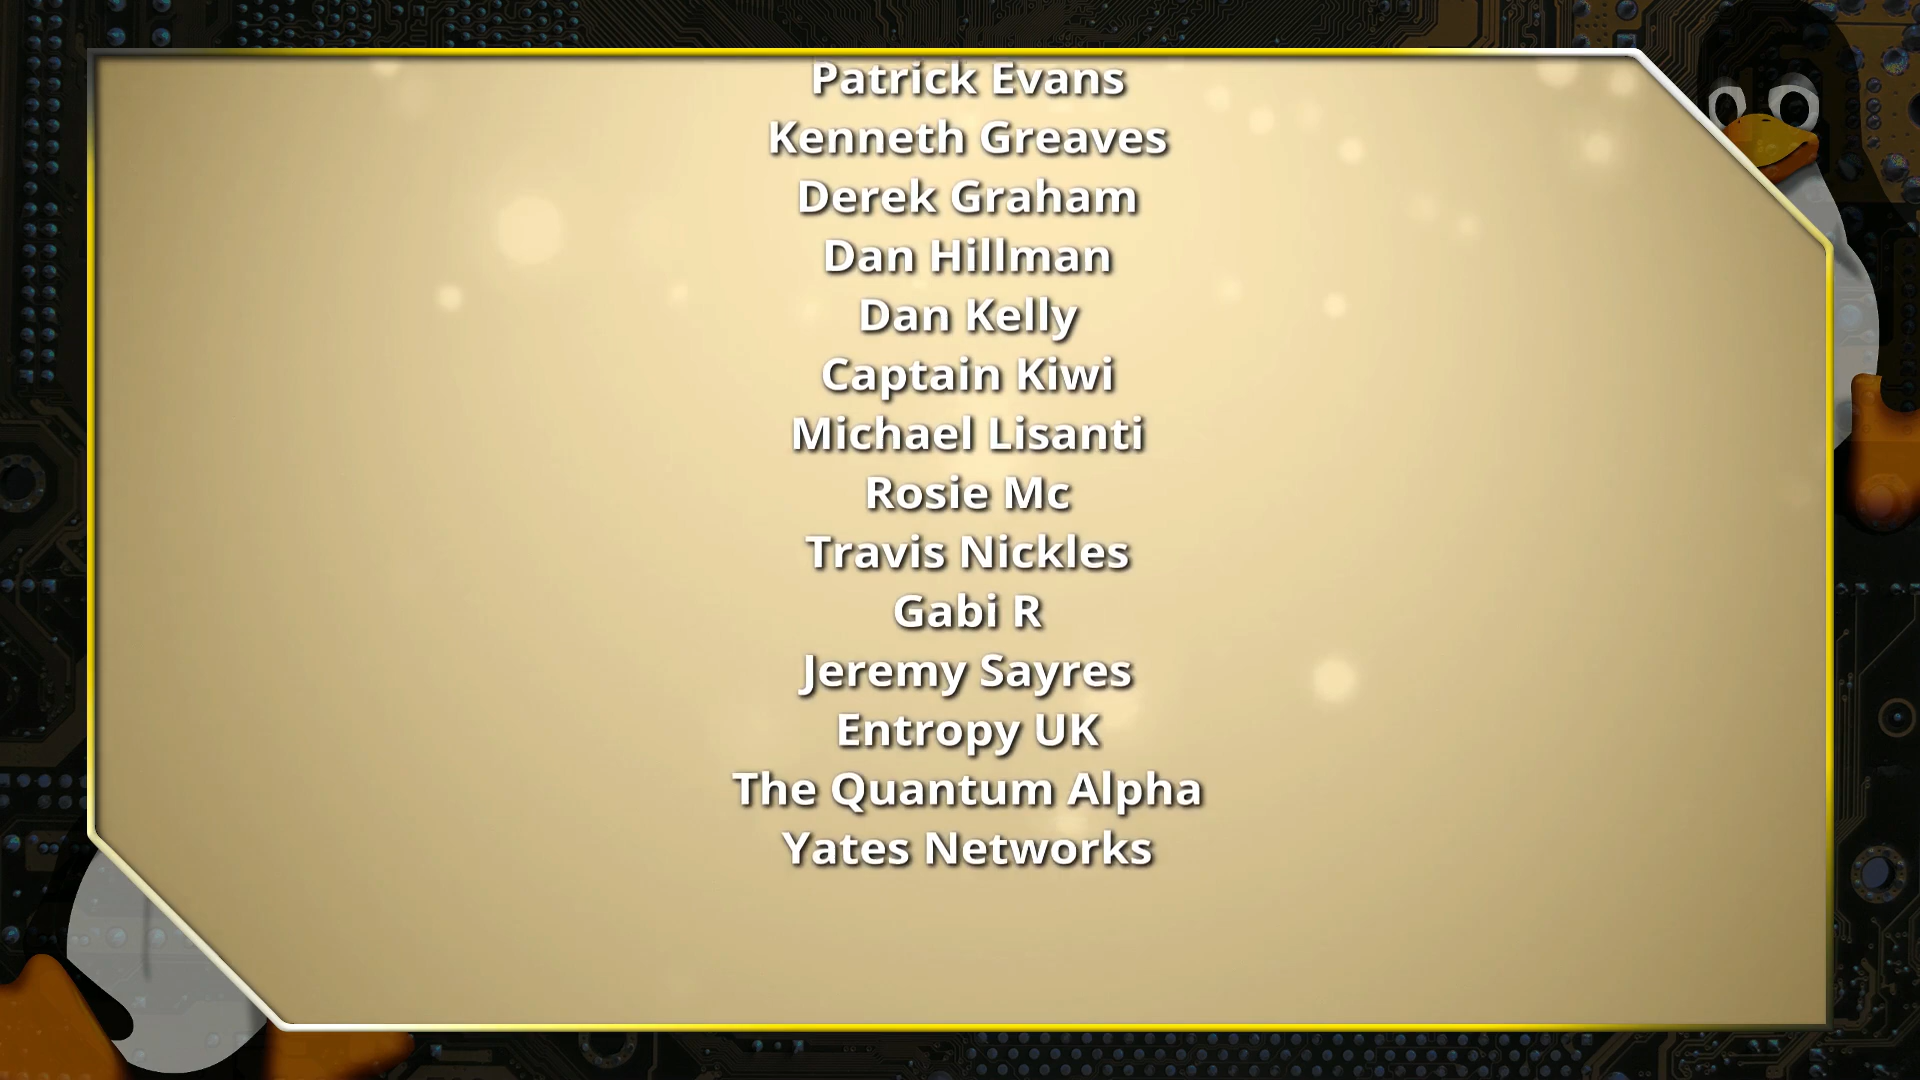 Patrick Evans
Kenneth Greaves
Derek Graham
Dan Hillman
Dan Kelly
Captain Kiwi
Michael Lisanti
Rosie Mc
Travis Nickles
Gabi R
Jeremy Sayres
Entropy UK
The Quantum Alpha
Yates Networks